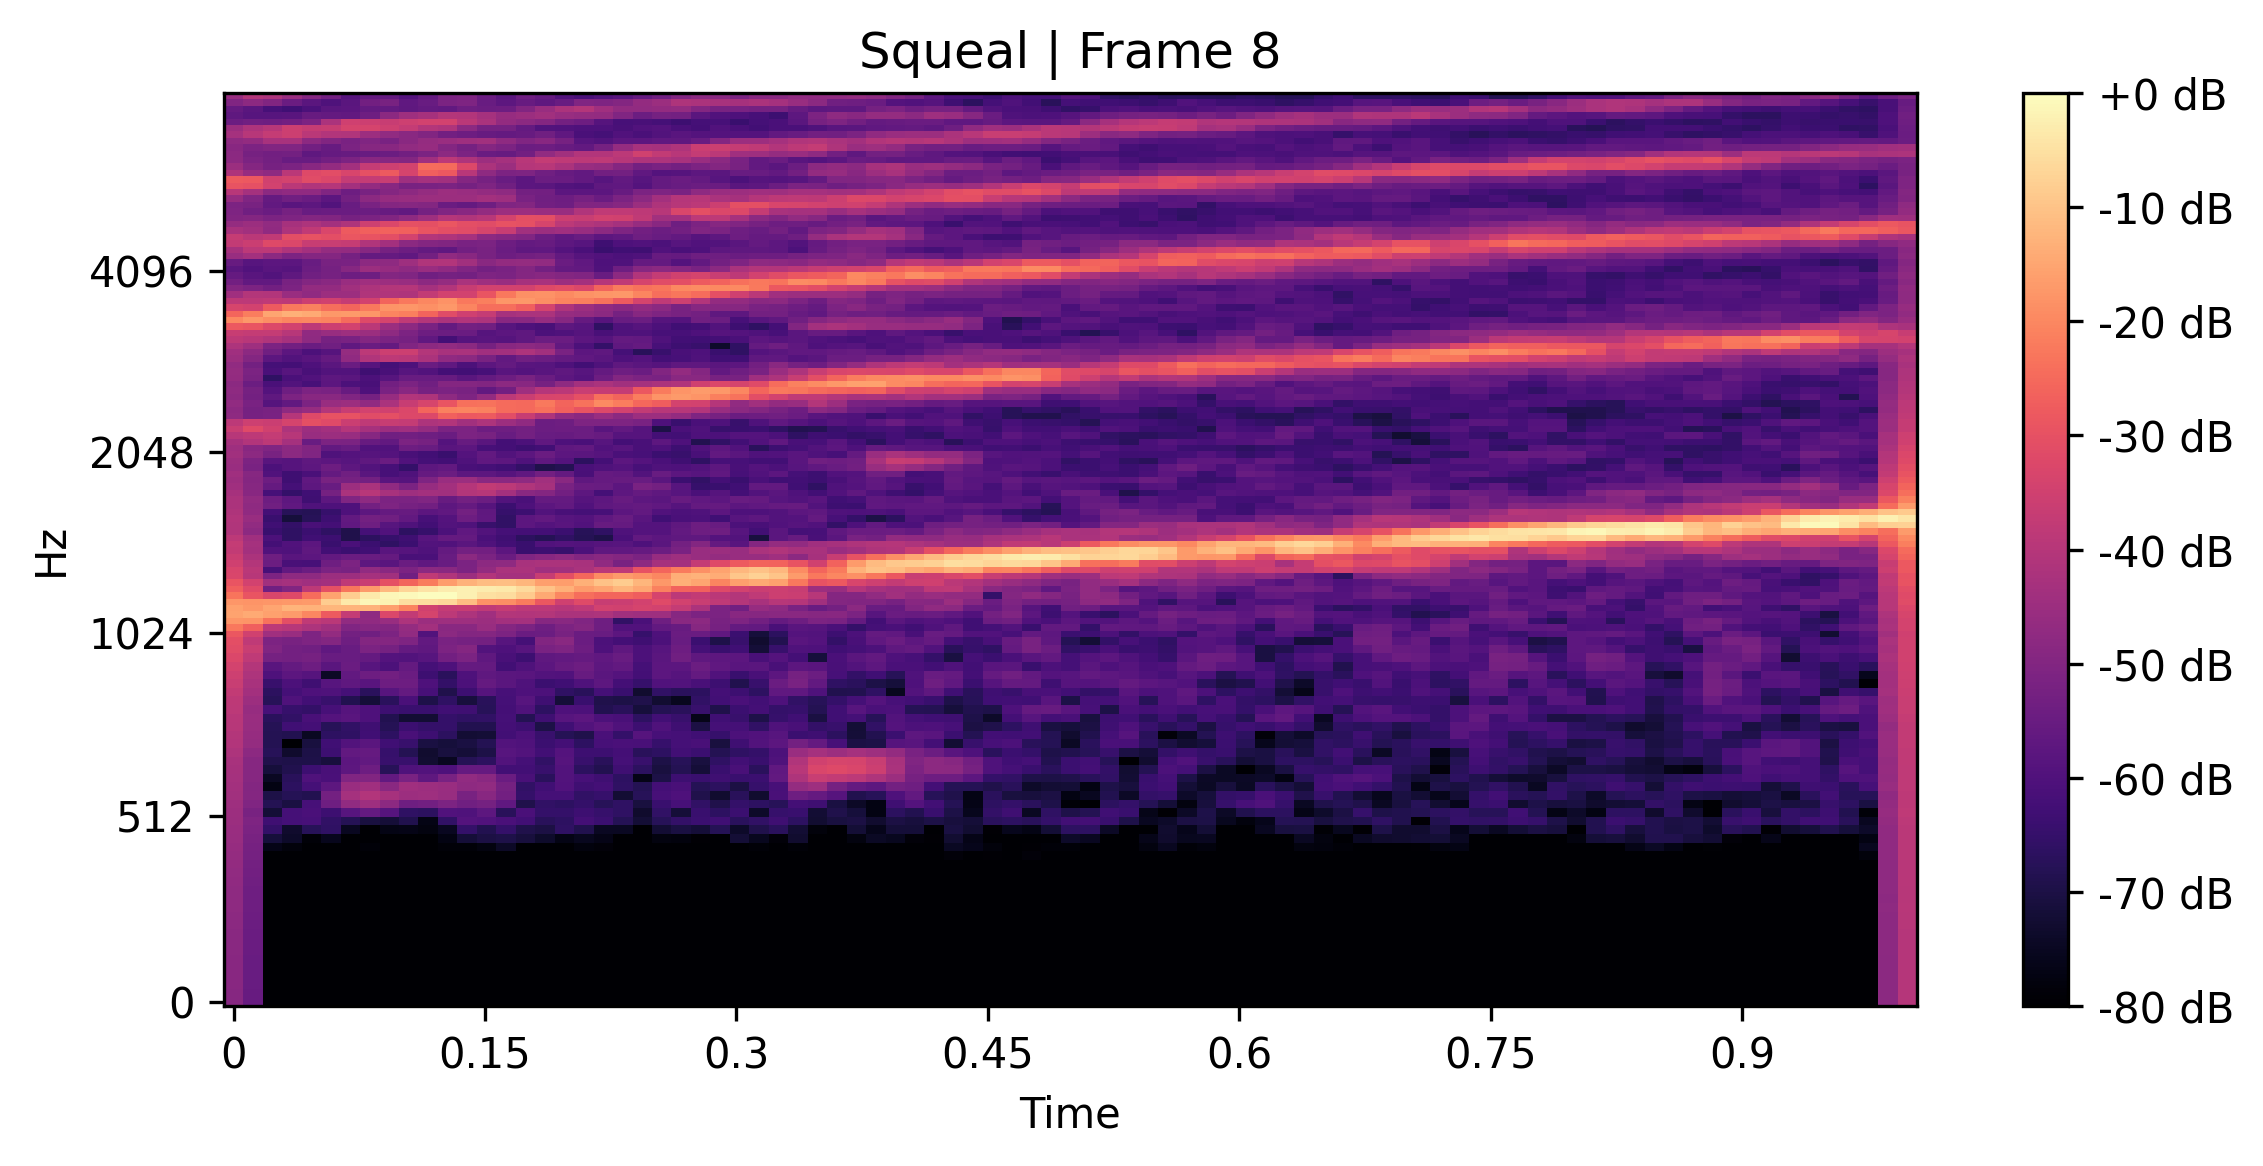 Squeal | Frame 8
+0 dB
-10 dB
-20 dB
-30 dB
-40 dB
-50 dB
-60 dB
-70 dB
-80 dB
Hz
4096
2048
1024
512
0
0 0.15 0.3 0.45 0.6 0.75 0.9
Time